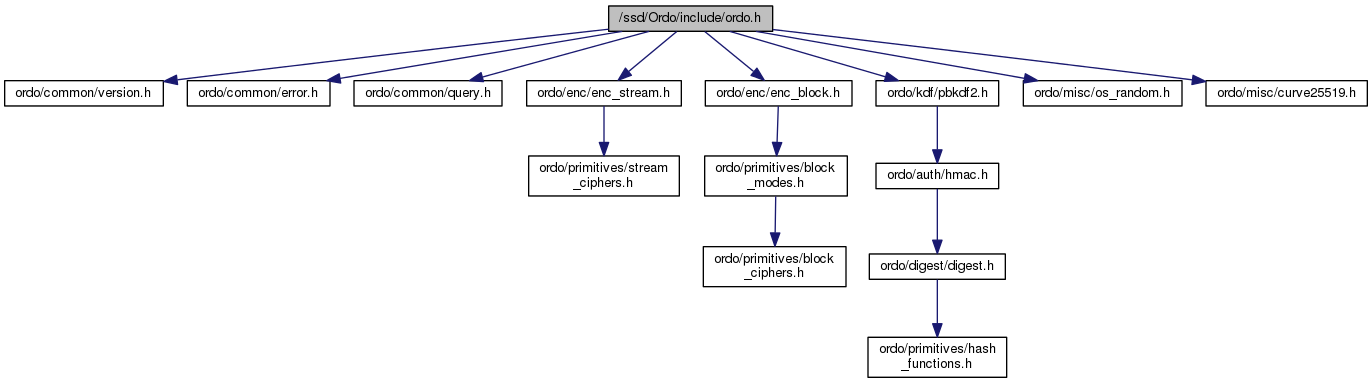 /ssd/Ordo/include/ordo.h
ordo/common/version.h
ordo/common/error.h
ordo/common/query.h
ordo/enc/enc_stream.h
ordo/enc/enc_block.h
ordo/kdf/pbkdf2.h
ordo/misc/os_random.h
ordo/misc/curve25519.h
ordo/primitives/stream
_ciphers.h
ordo/primitives/block
_modes.h
ordo/auth/hmac.h
ordo/primitives/block
_ciphers.h
ordo/digest/digest.h
ordo/primitives/hash
_functions.h